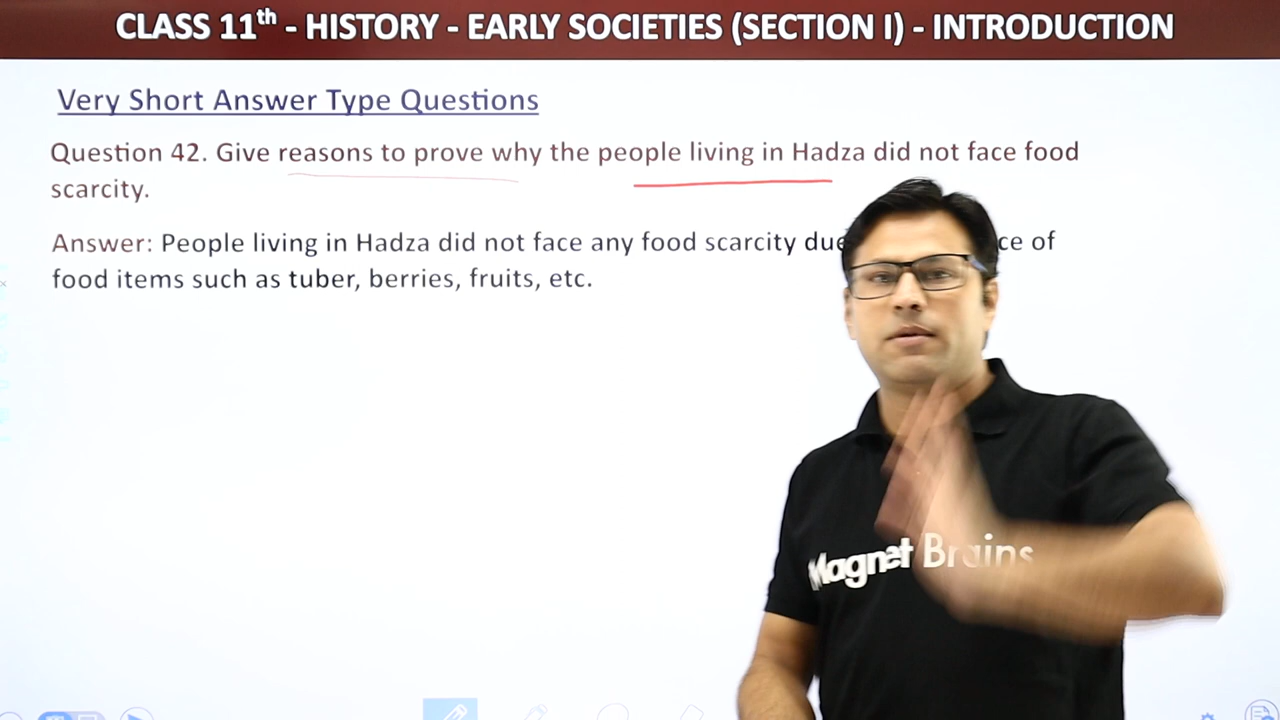 CLASS 11th - HISTORY - EARLY SOCIETIES (SECTION I) - INTRODUCTION
Very Short Answer Type Questions
Question 42. Give reasons to prove why the people living in Hadza did not face food
scarcity.
Answer: People living in Hadza did not face any food scarcity due of
food items such as tuber, berries, fruits, etc.
Magnet Brains